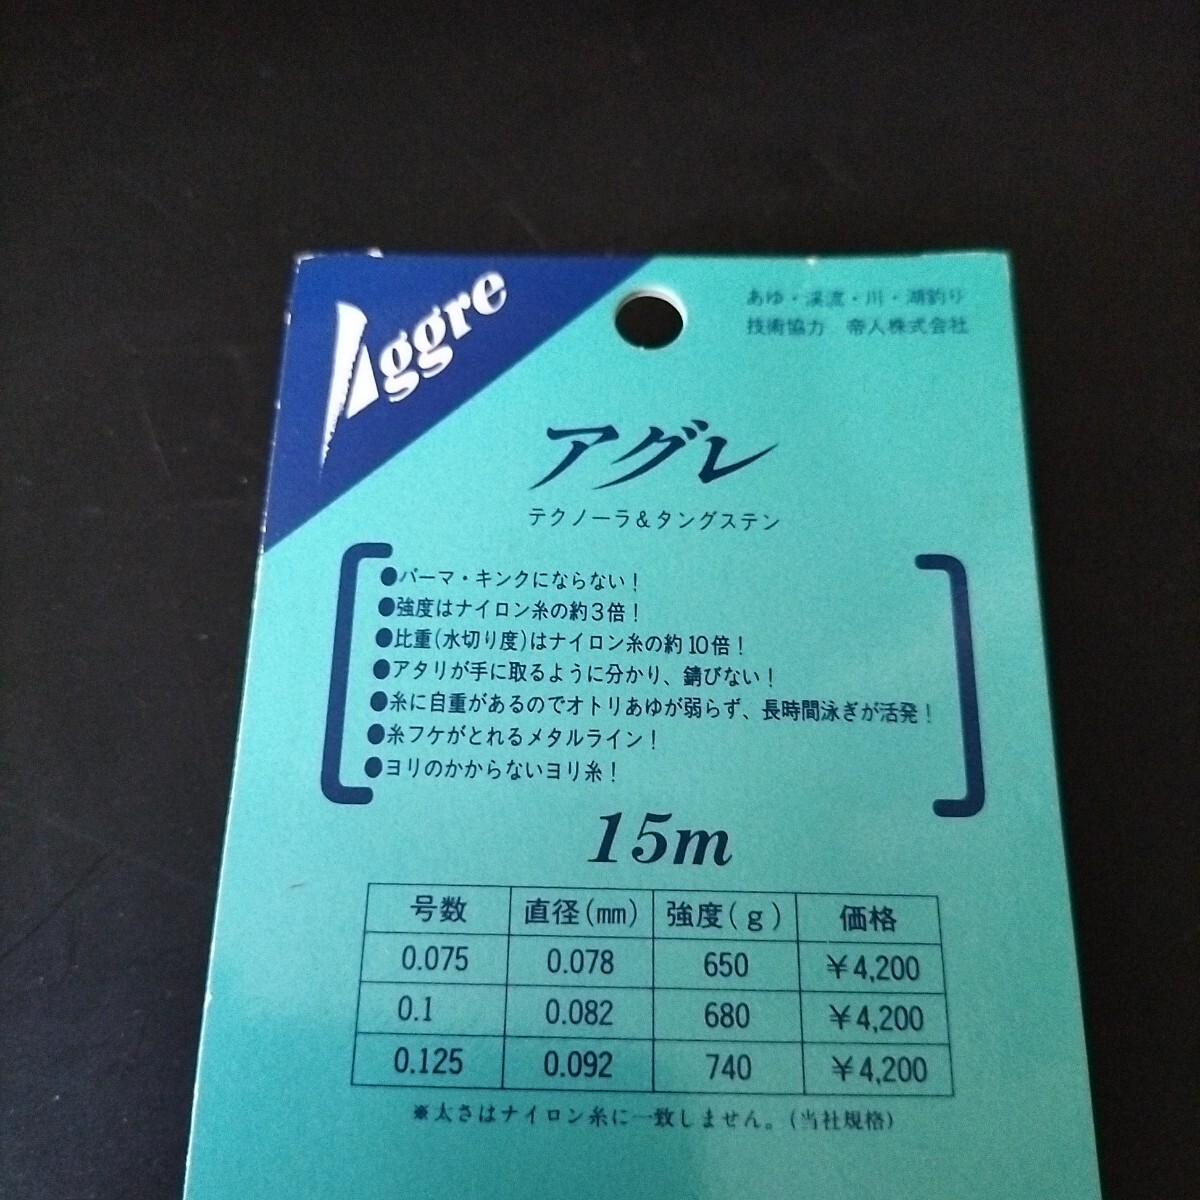 Aggre
あゆ・渓流・川・湖釣り
技術協力 帝人株式会社
アグレ
テクノーラ&タングステン
●パーマ・キンクにならない!
●強度はナイロン糸の約3倍!
●比重(水切り度)はナイロン糸の約10倍!
●アタリが手に取るように分かり、錆びない!
●糸に自重があるのでオトリあゆが弱らず、長時間泳ぎが活発!
●糸フケがとれるメタルライン!
●ヨリのかからないヨリ糸!
15m
号数 直径(mm) 強度(g) 価格
0.075 0.078 650 ¥4,200
0.1 0.082 680 ¥4,200
0.125 0.092 740 ¥4,200
※太さはナイロン糸に一致しません。(当社規格)